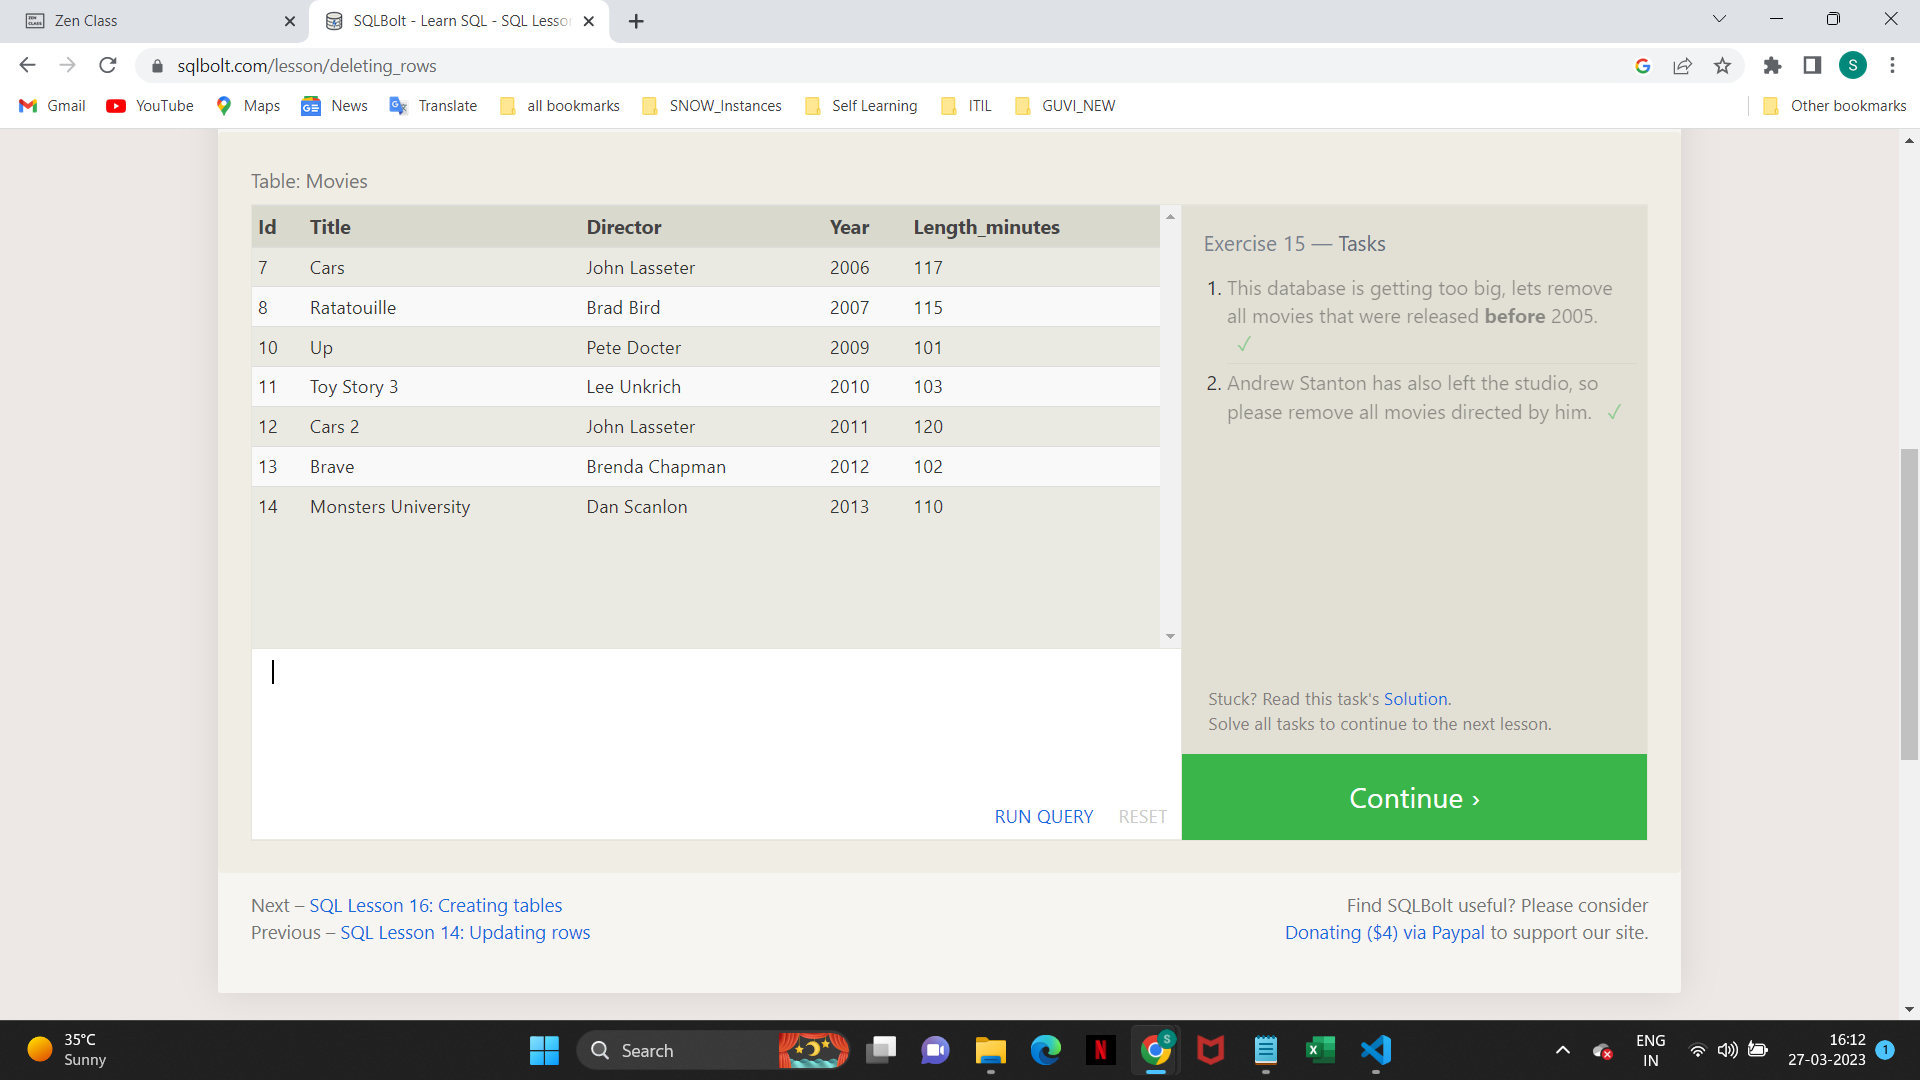 Zen Class
SQLBolt - Learn SQL - SQL Lesso
sqlbolt.com/lesson/deleting_rows
S
Gmail
YouTube
Maps
News
Translate
all bookmarks
SNOW_Instances
Self Learning
ITIL
GUVI_NEW
Other bookmarks
Table: Movies
Id Title Director Year Length_minutes
7 Cars John Lasseter 2006 117
8 Ratatouille Brad Bird 2007 115
10 Up Pete Docter 2009 101
11 Toy Story 3 Lee Unkrich 2010 103
12 Cars 2 John Lasseter 2011 120
13 Brave Brenda Chapman 2012 102
14 Monsters University Dan Scanlon 2013 110
RUN QUERY RESET
Exercise 15 — Tasks
1. This database is getting too big, lets remove
all movies that were released before 2005.
✓
2. Andrew Stanton has also left the studio, so
please remove all movies directed by him. ✓
Stuck? Read this task's Solution.
Solve all tasks to continue to the next lesson.
Continue ›
Next – SQL Lesson 16: Creating tables
Previous – SQL Lesson 14: Updating rows
Find SQLBolt useful? Please consider
Donating ($4) via Paypal to support our site.
35°C
Sunny
Search
N
S
X
ENG
IN
16:12
27-03-2023
1